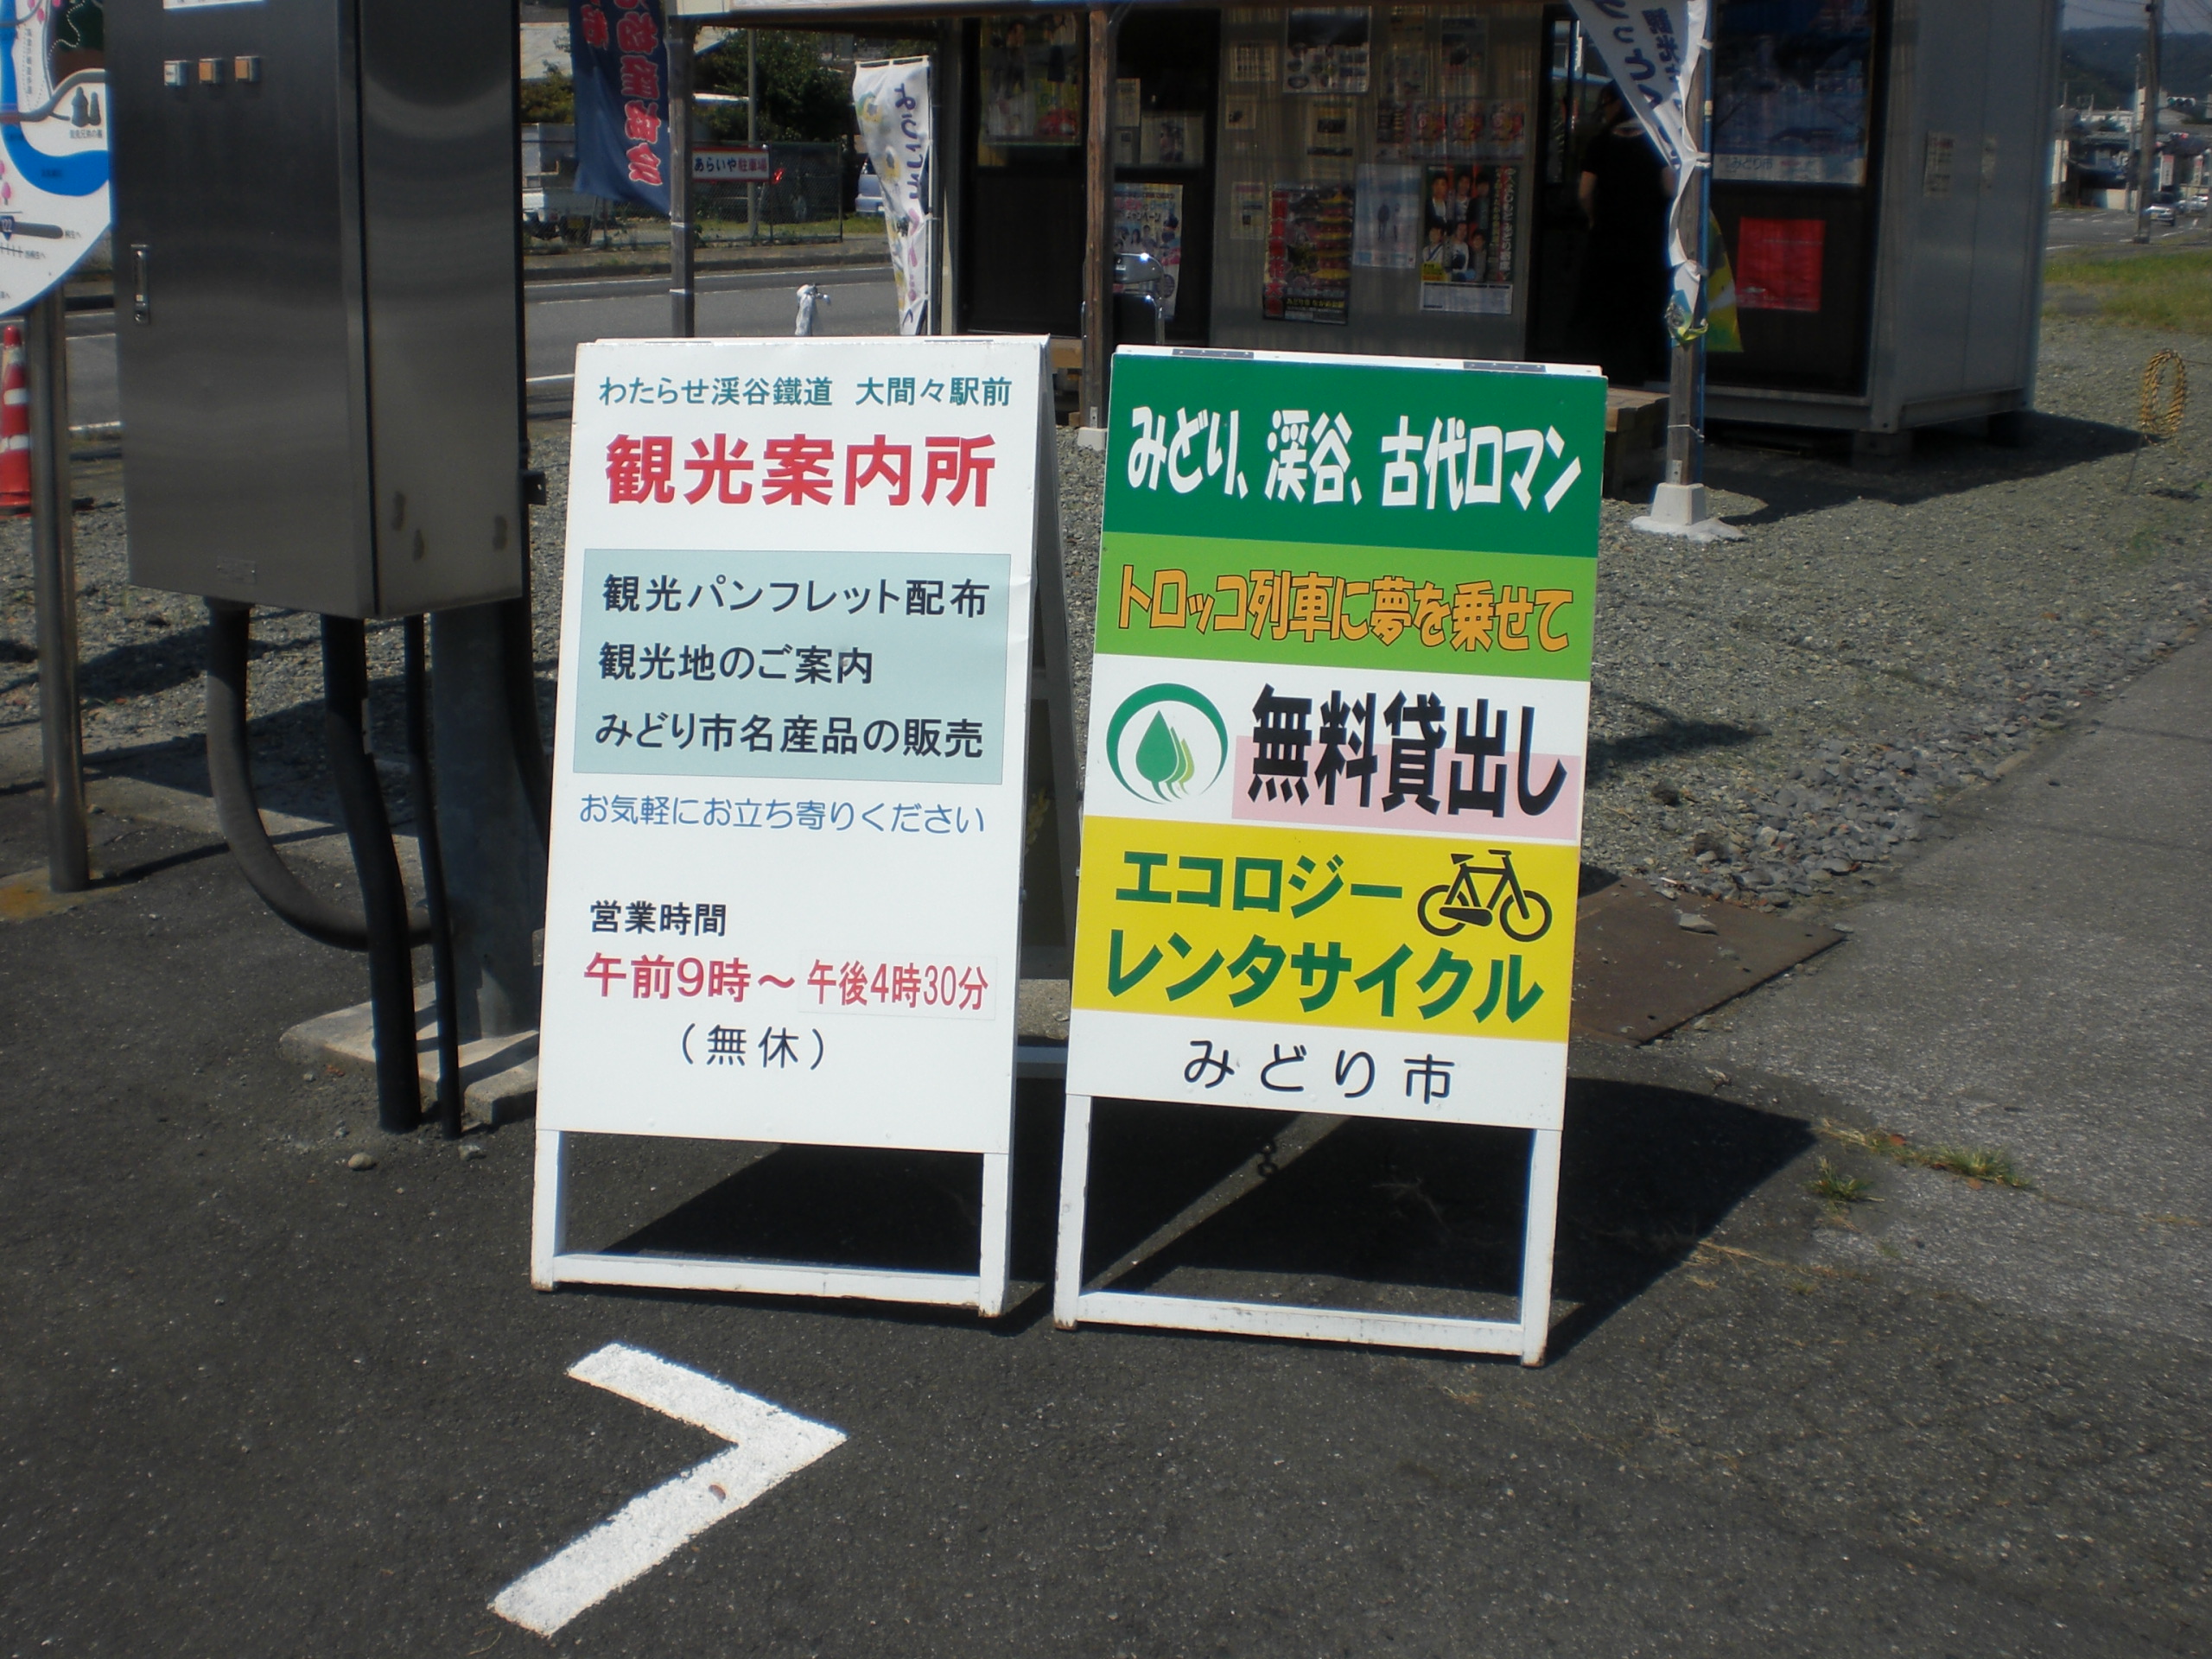 わたらせ渓谷鐵道 大間々駅前
観光案内所
観光パンフレット配布
観光地のご案内
みどり市名産品の販売
お気軽にお立ち寄りください
営業時間
午前9時～午後4時30分
(無休)
みどり、渓谷、古代ロマン
トロッコ列車に夢を乗せて
無料貸出し
エコロジー
レンタサイクル
みどり市
あらいや駐車場
みどり市